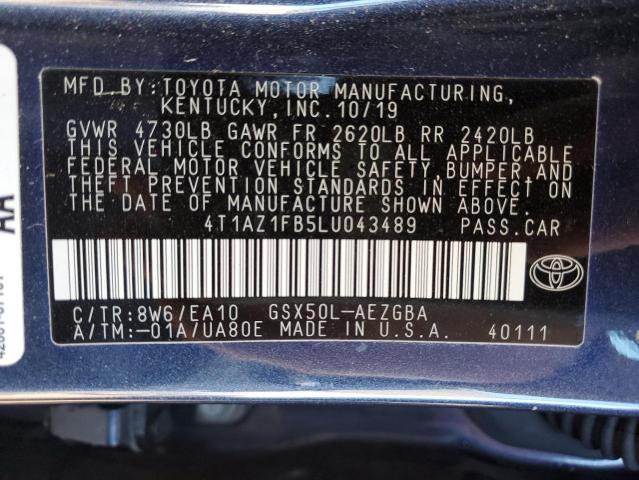 MFD.BY:TOYOTA MOTOR MANUFACTURING,
KENTUCKY, INC. 10/19
GVWR 4730LB GAWR FR 2620LB RR 2420LB
THIS VEHICLE CONFORMS TO ALL APPLICABLE
FEDERAL MOTOR VEHICLE SAFETY,BUMPER,AND
THEFT PREVENTION STANDARDS IN EFFECT ON
THE DATE OF MANUFACTURE SHOWN ABOVE.
4T1AZ1FB5LU043489 PASS.CAR
C/TR:8W6/EA10 GSX50L-AEZGBA
A/TM:-01A/UA80E MADE IN U.S.A. 40111
AA